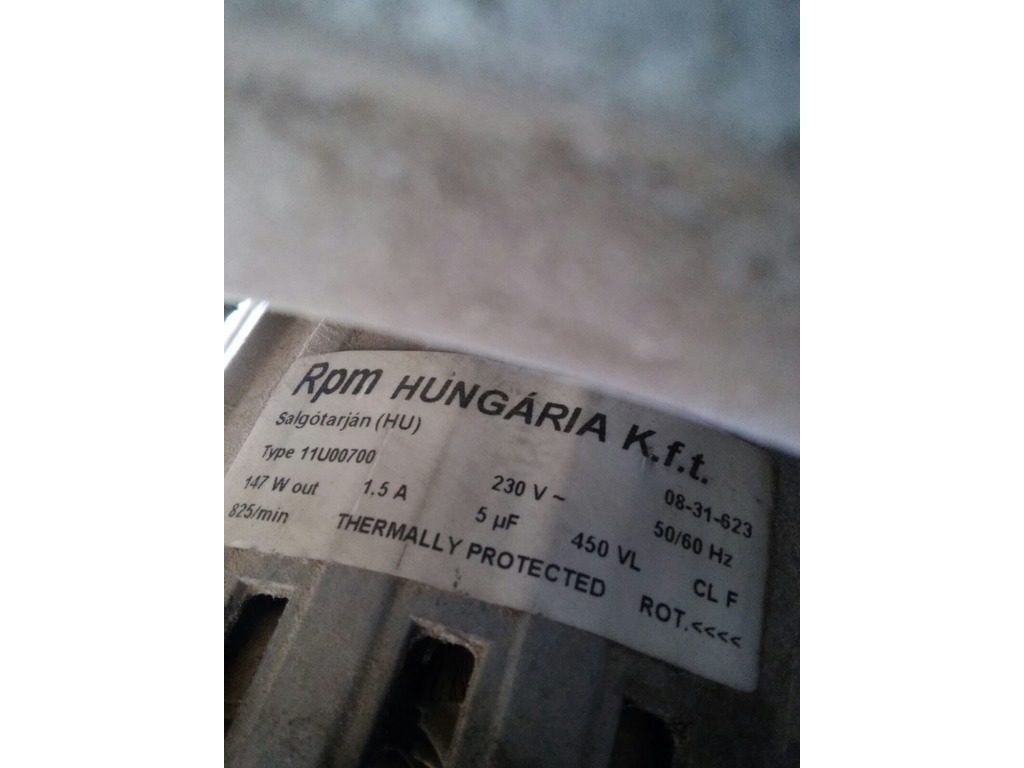 Rpm HUNGÁRIA K.f.t.
Salgótarján (HU)
Type 11U00700 08-31-623
147 W out 1.5 A 230 V ~ 50/60 Hz
825/min 5 µF 450 VL CL F
THERMALLY PROTECTED ROT.<<<<